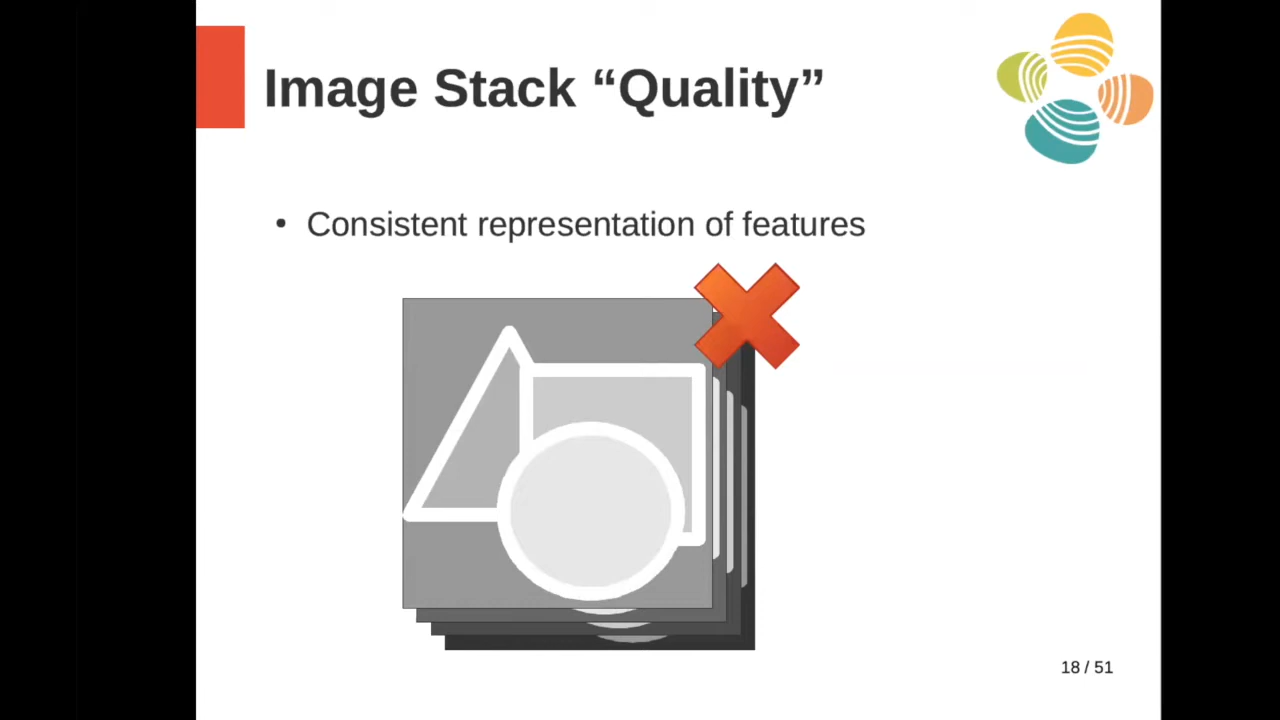 Image Stack “Quality”
• Consistent representation of features
18 / 51